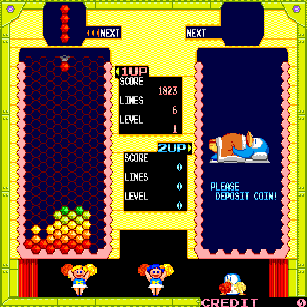 NEXT
NEXT
1UP
SCORE
1823
LINES
6
LEVEL
1
2UP
SCORE
0
LINES
0
LEVEL
0
PLEASE
DEPOSIT COIN!
CREDIT 0